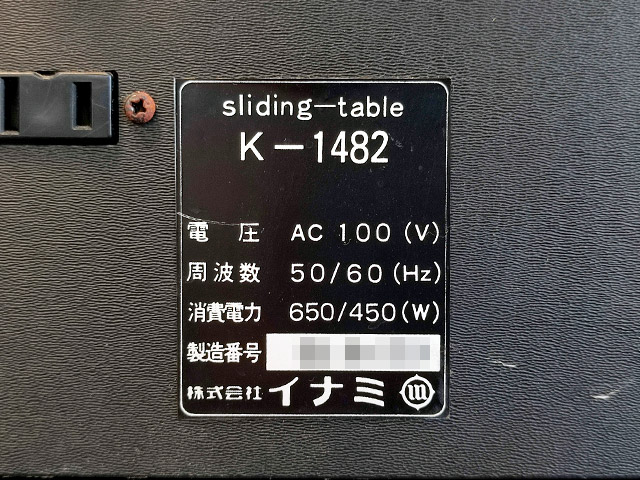 sliding-table
K-1482
電圧 AC 100 (V)
周波数 50/60 (Hz)
消費電力 650/450 (W)
製造番号
株式会社 イナミ